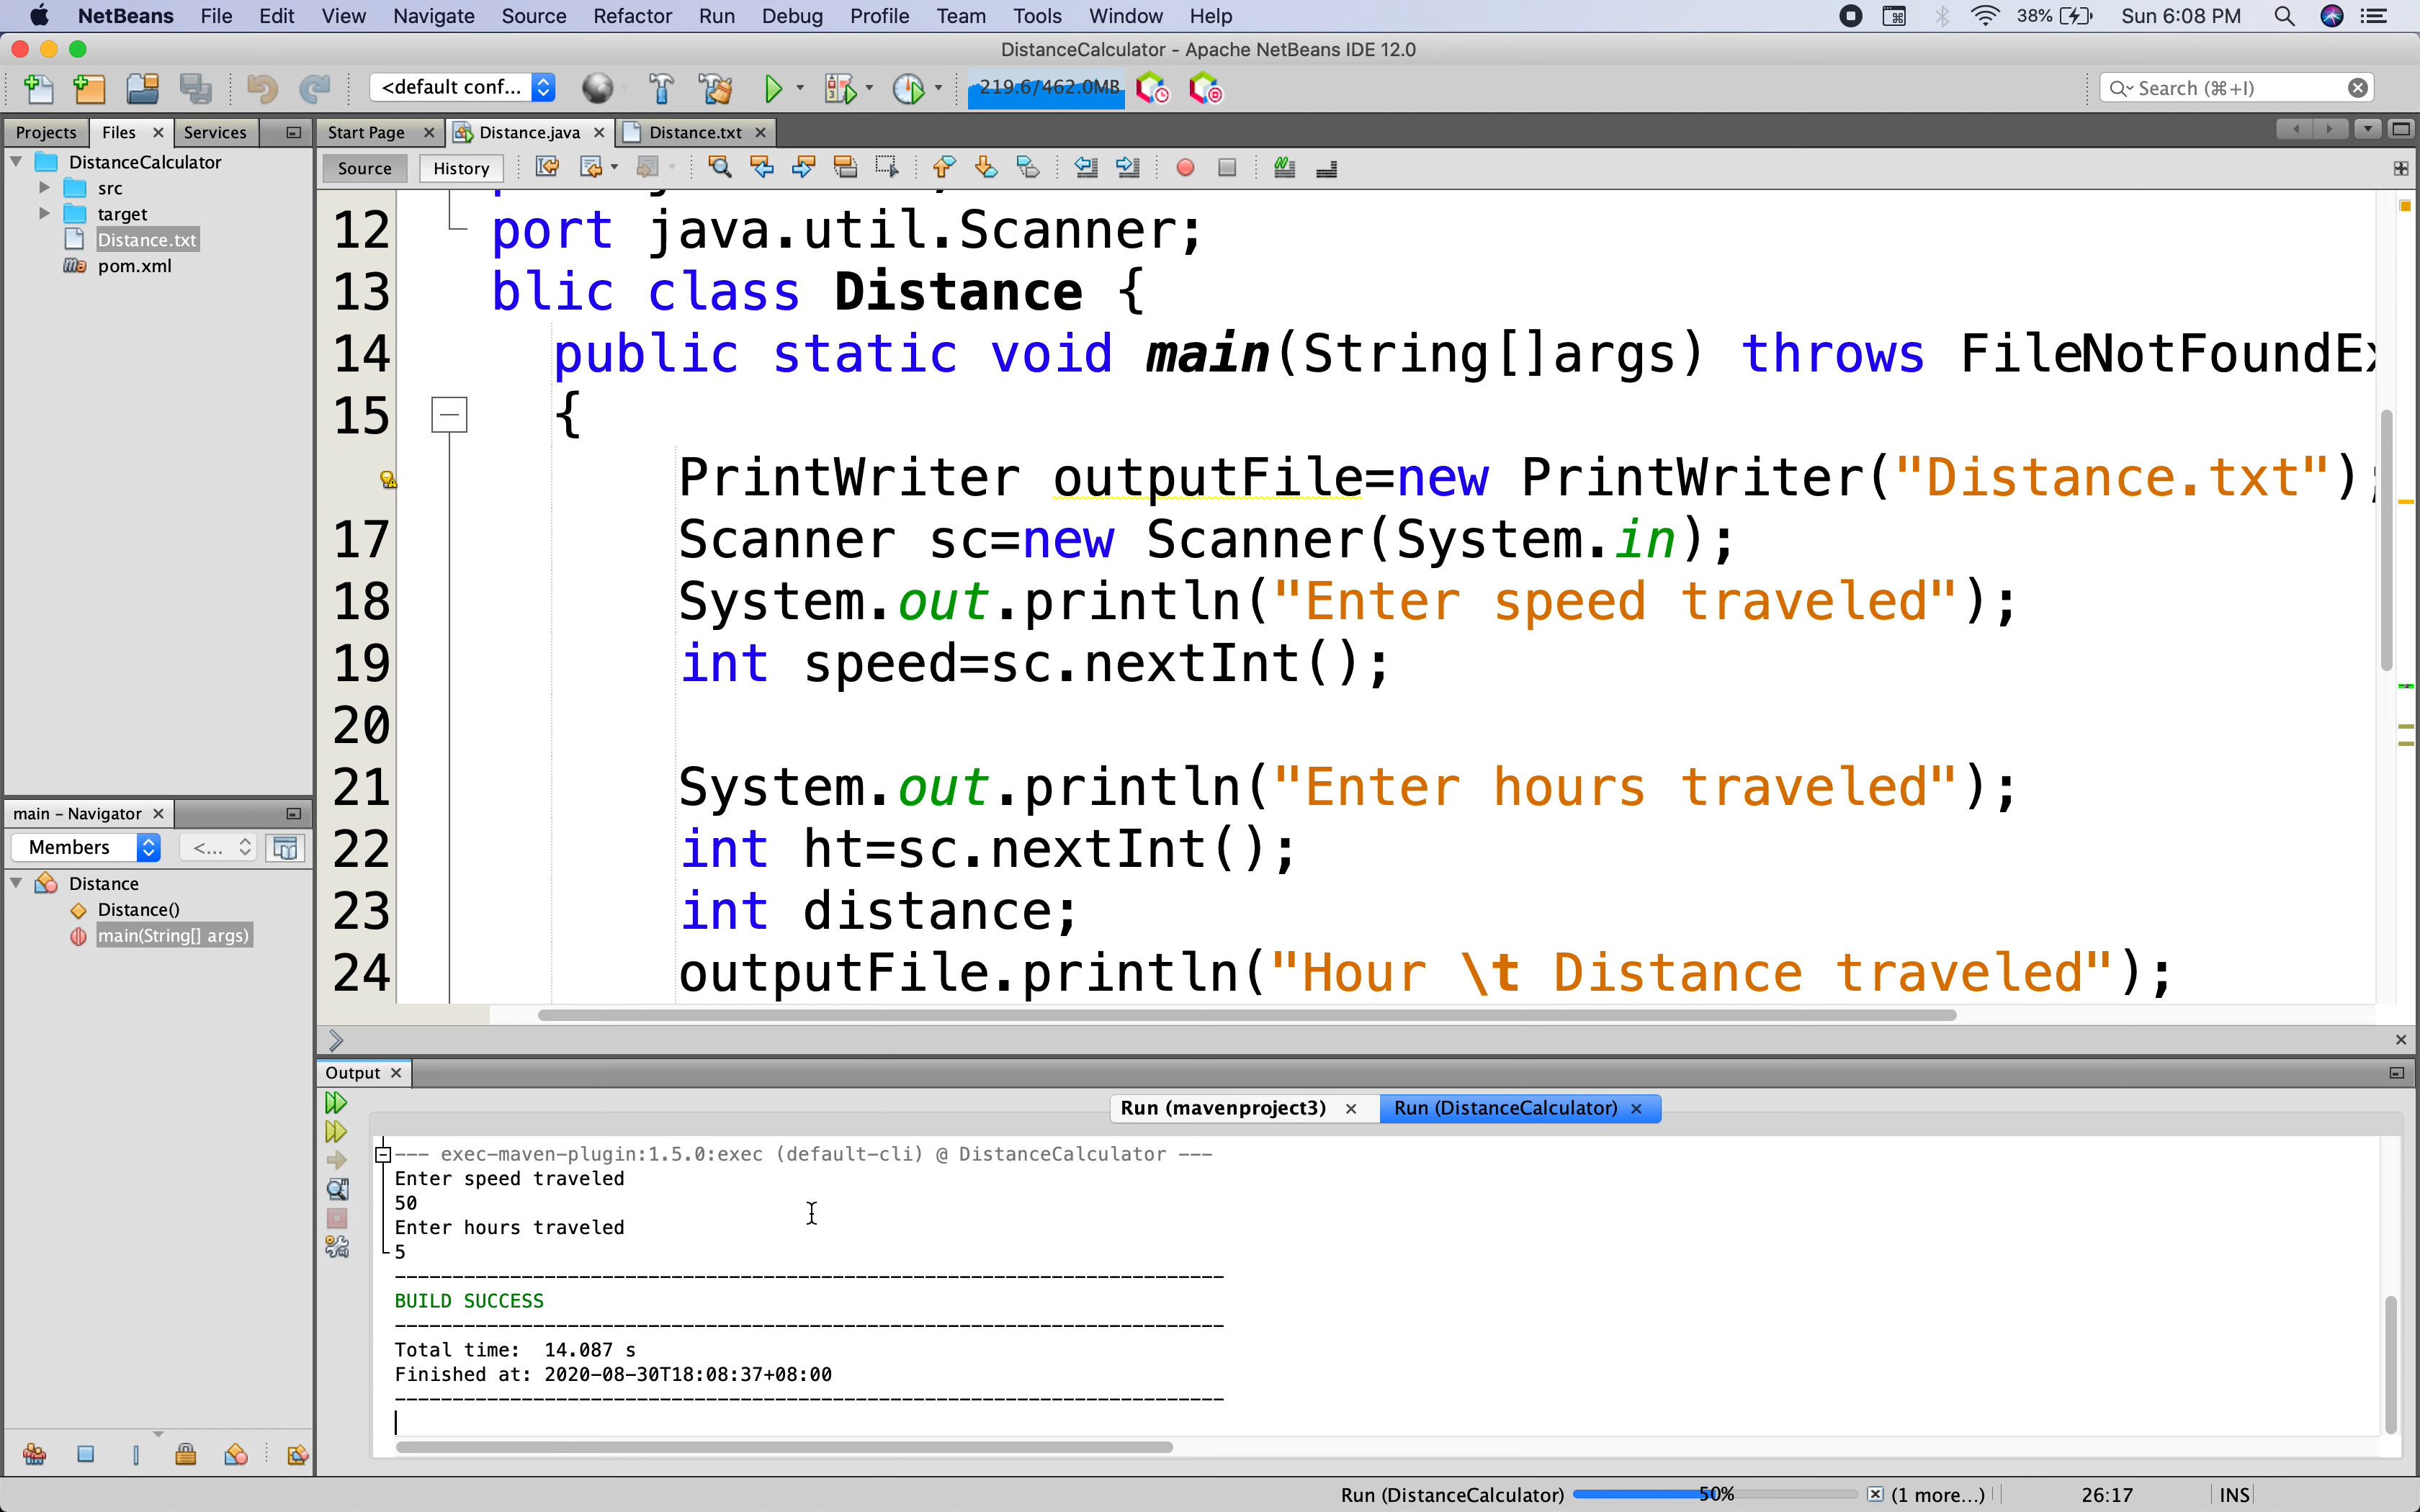 NetBeans File Edit View Navigate Source Refactor Run Debug Profile Team Tools Window Help 38% Sun 6:08 PM
DistanceCalculator - Apache NetBeans IDE 12.0
<default conf... 219.6/462.0MB Search (⌘+I)
Projects Files Services Start Page Distance.java Distance.txt
Source History
DistanceCalculator
src
target
Distance.txt
pom.xml
12 port java.util.Scanner;
13 blic class Distance {
14 public static void main(String[]args) throws FileNotFoundEx
15 {
PrintWriter outputFile=new PrintWriter("Distance.txt");
17 Scanner sc=new Scanner(System.in);
18 System.out.println("Enter speed traveled");
19 int speed=sc.nextInt();
20
21 System.out.println("Enter hours traveled");
22 int ht=sc.nextInt();
23 int distance;
24 outputFile.println("Hour \t Distance traveled");
main - Navigator
Members <...
Distance
Distance()
main(String[] args)
Output
Run (mavenproject3) Run (DistanceCalculator)
--- exec-maven-plugin:1.5.0:exec (default-cli) @ DistanceCalculator ---
Enter speed traveled
50
Enter hours traveled
5
------------------------------------------------------------------------
BUILD SUCCESS
------------------------------------------------------------------------
Total time: 14.087 s
Finished at: 2020-08-30T18:08:37+08:00
------------------------------------------------------------------------
Run (DistanceCalculator) 50% (1 more...) 26:17 INS